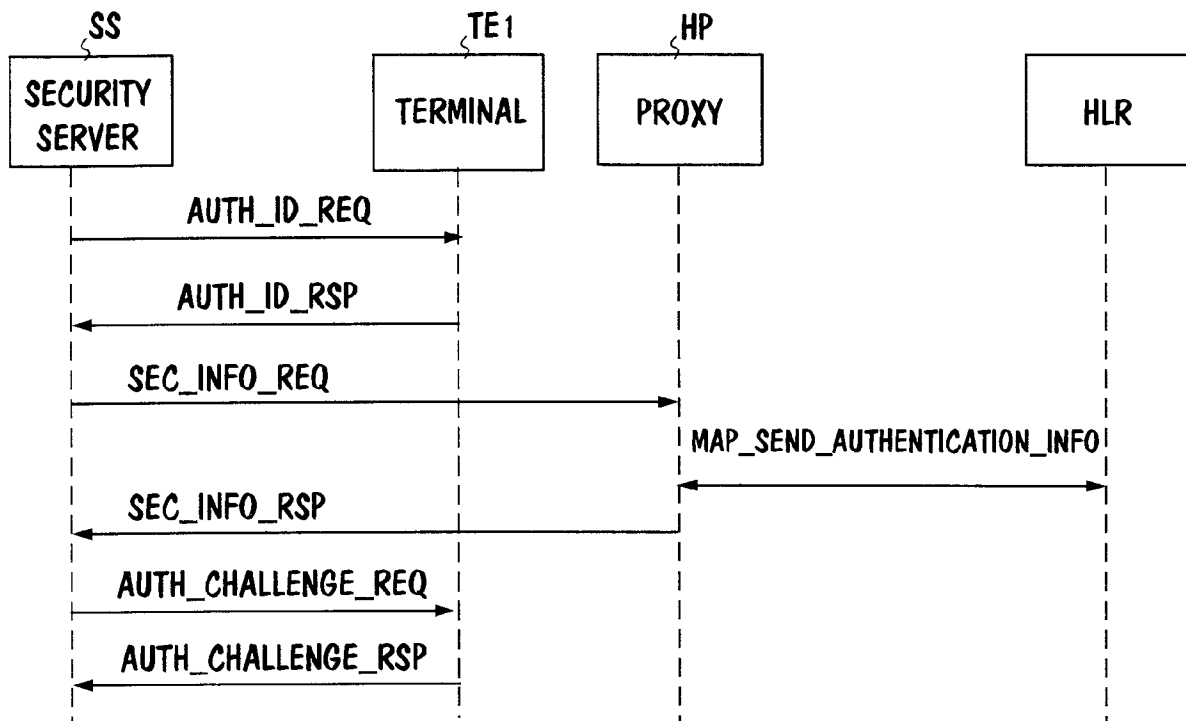 SS
TE1
HP
SECURITY
SERVER
TERMINAL
PROXY
HLR
AUTH_ID_REQ
AUTH_ID_RSP
SEC_INFO_REQ
MAP_SEND_AUTHENTICATION_INFO
SEC_INFO_RSP
AUTH_CHALLENGE_REQ
AUTH_CHALLENGE_RSP